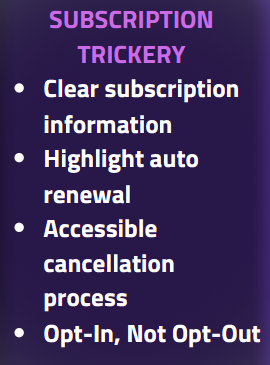 SUBSCRIPTION
TRICKERY
• Clear subscription
information
• Highlight auto
renewal
• Accessible
cancellation
process
• Opt-In, Not Opt-Out